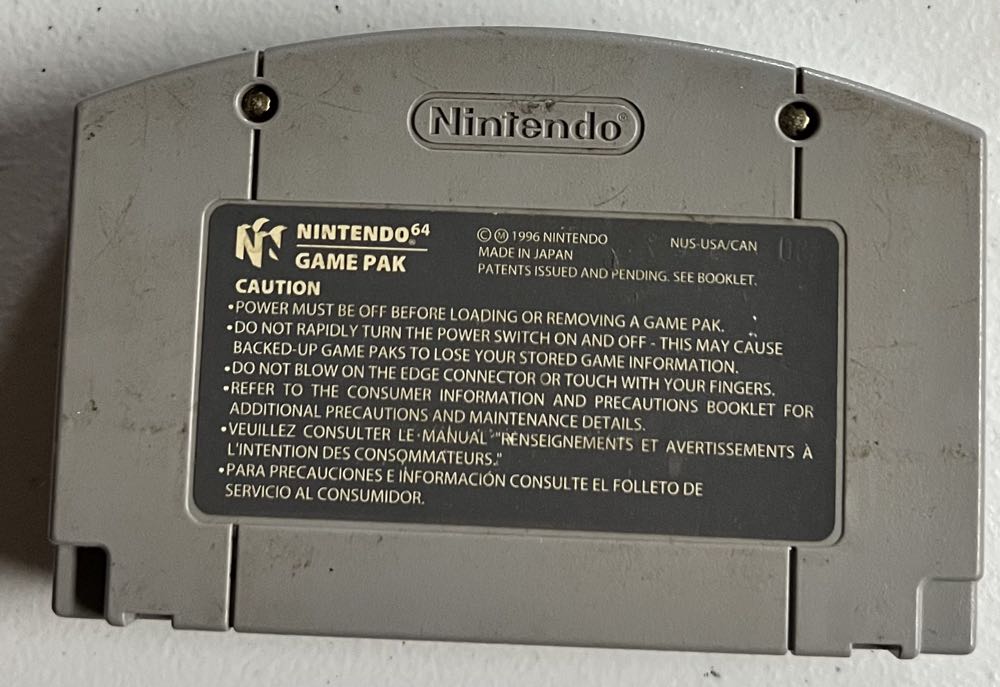 Nintendo®
NINTENDO64®
GAME PAK
©Ⓜ 1996 NINTENDO
NUS-USA/CAN
MADE IN JAPAN
PATENTS ISSUED AND PENDING. SEE BOOKLET.
CAUTION
•POWER MUST BE OFF BEFORE LOADING OR REMOVING A GAME PAK.
•DO NOT RAPIDLY TURN THE POWER SWITCH ON AND OFF - THIS MAY CAUSE
BACKED-UP GAME PAKS TO LOSE YOUR STORED GAME INFORMATION.
•DO NOT BLOW ON THE EDGE CONNECTOR OR TOUCH WITH YOUR FINGERS.
•REFER TO THE CONSUMER INFORMATION AND PRECAUTIONS BOOKLET FOR
ADDITIONAL PRECAUTIONS AND MAINTENANCE DETAILS.
•VEUILLEZ CONSULTER LE MANUAL "RENSEIGNEMENTS ET AVERTISSEMENTS À
L'INTENTION DES CONSOMMATEURS."
•PARA PRECAUCIONES E INFORMACIÓN CONSULTE EL FOLLETO DE
SERVICIO AL CONSUMIDOR.